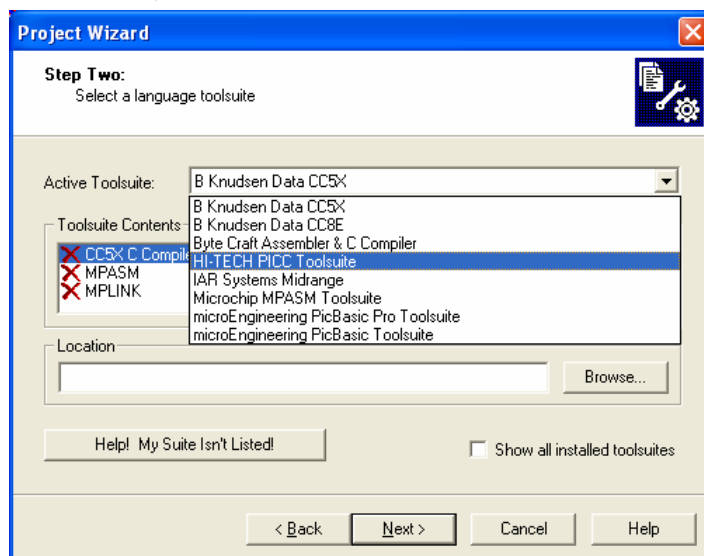 Project Wizard
Step Two:
Select a language toolsuite
Active Toolsuite:
B Knudsen Data CC5X
B Knudsen Data CC5X
B Knudsen Data CC8E
Byte Craft Assembler & C Compiler
HI-TECH PICC Toolsuite
IAR Systems Midrange
Microchip MPASM Toolsuite
microEngineering PicBasic Pro Toolsuite
microEngineering PicBasic Toolsuite
Toolsuite Contents
CC5X C Compile
MPASM
MPLINK
Location
Browse...
Help! My Suite Isn't Listed!
Show all installed toolsuites
< Back
Next >
Cancel
Help